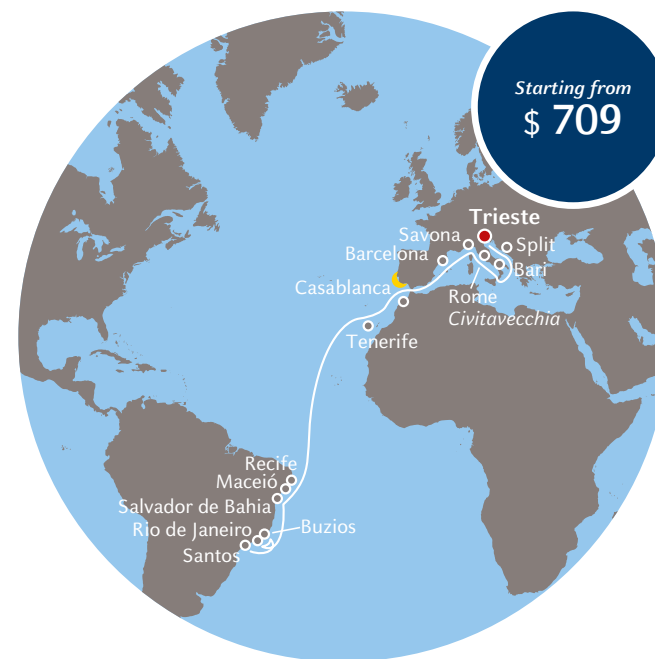 Starting from
$ 709
Trieste
Savona
Split
Barcelona
Bari
Casablanca
Rome
Civitavecchia
Tenerife
Recife
Maceió
Salvador de Bahia
Rio de Janeiro
Buzios
Santos